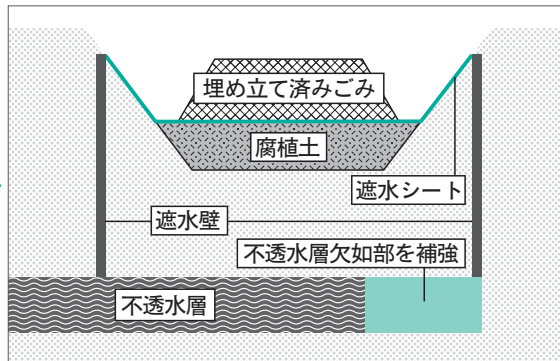 埋め立て済みごみ
腐植土
遮水シート
遮水壁
不透水層欠如部を補強
不透水層